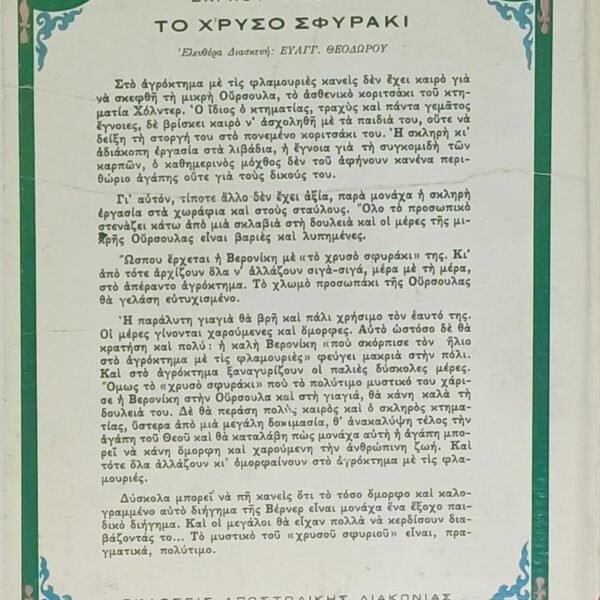 ΤΟ ΧΡΥΣΟ ΣΦΥΡΑΚΙ
Ἐλευθέρα Διασκευή: ΕΥΑΓΓ. ΘΕΟΔΩΡΟΥ
Στὸ ἀγρόκτημα μὲ τὶς φλαμουριὲς κανεὶς δὲν ἔχει καιρὸ γιὰ
νὰ σκεφθῆ τὴ μικρὴ Οὔρσουλα, τὸ ἀσθενικὸ κοριτσάκι τοῦ κτη-
ματία Χόλντερ. Ὁ ἴδιος ὁ κτηματίας, τραχὺς καὶ πάντα γεμᾶτος
ἔγνοιες, δὲ βρίσκει καιρὸ ν' ἀσχοληθῆ μὲ τὰ παιδιά του, οὔτε νὰ
δείξη τὴ στοργή του στὸ πονεμένο κοριτσάκι του. Ἡ σκληρὴ κι'
ἀδιάκοπη ἐργασία στὰ λιβάδια, ἡ ἔγνοια γιὰ τὴ συγκομιδὴ τῶν
καρπῶν, ὁ καθημερινὸς μόχθος δὲν τοῦ ἀφήνουν κανένα περι-
θώριο ἀγάπης οὔτε γιὰ τοὺς δικούς του.
Γι' αὐτόν, τίποτε ἄλλο δὲν ἔχει ἀξία, παρὰ μονάχα ἡ σκληρὴ
ἐργασία στὰ χωράφια καὶ στοὺς σταύλους. Ὅλο τὸ προσωπικὸ
στενάζει κάτω ἀπὸ μιὰ σκλαβιὰ στὴ δουλειὰ καὶ οἱ μέρες τῆς μι-
κρῆς Οὔρσουλας εἶναι βαριὲς καὶ λυπημένες.
Ὥσπου ἔρχεται ἡ Βερονίκη μὲ «τὸ χρυσὸ σφυράκι» της. Κι'
ἀπὸ τότε ἀρχίζουν ὅλα ν' ἀλλάζουν σιγὰ-σιγά, μέρα μὲ τὴ μέρα,
στὸ ἀπέραντο ἀγρόκτημα. Τὸ χλωμὸ προσωπάκι τῆς Οὔρσουλας
θὰ γελάση εὐτυχισμένο.
Ἡ παράλυτη γιαγιὰ θὰ βρῆ καὶ πάλι χρήσιμο τὸν ἑαυτό της.
Οἱ μέρες γίνονται χαρούμενες καὶ ὄμορφες. Αὐτὸ ὡστόσο δὲ θὰ
κρατήση καὶ πολύ: ἡ καλὴ Βερονίκη «ποὺ σκόρπισε τὸν ἥλιο
στὸ ἀγρόκτημα μὲ τὶς φλαμουριὲς» φεύγει μακριὰ στὴν πόλι.
Καὶ στὸ ἀγρόκτημα ξαναγυρίζουν οἱ παλιὲς δύσκολες μέρες.
Ὅμως τὸ «χρυσὸ σφυράκι» ποὺ τὸ πολύτιμο μυστικό του χάρι-
σε ἡ Βερονίκη στὴν Οὔρσουλα καὶ στὴ γιαγιά, θὰ κάνη καλὰ τὴ
δουλειά του. Δὲ θὰ περάση πολὺς καιρὸς καὶ ὁ σκληρὸς κτημα-
τίας, ὕστερα ἀπὸ μιὰ μεγάλη δοκιμασία, θ' ἀνακαλύψη τέλος τὴν
ἀγάπη τοῦ Θεοῦ καὶ θὰ καταλάβη πὼς μονάχα αὐτὴ ἡ ἀγάπη μπο-
ρεῖ νὰ κάνη ὄμορφη καὶ χαρούμενη τὴν ἀνθρώπινη ζωή. Καὶ
τότε ὅλα ἀλλάζουν κι' ὀμορφαίνουν στὸ ἀγρόκτημα μὲ τὶς φλα-
μουριές.
Δύσκολα μπορεῖ νὰ πῆ κανεὶς ὅτι τὸ τόσο ὄμορφο καὶ καλο-
γραμμένο αὐτὸ διήγημα τῆς Βέρνερ εἶναι μονάχα ἕνα ἔξοχο παι-
δικὸ διήγημα. Καὶ οἱ μεγάλοι θὰ εἶχαν πολλὰ νὰ κερδίσουν δια-
βάζοντάς το... Τὸ μυστικὸ τοῦ «χρυσοῦ σφυριοῦ» εἶναι, πρα-
γματικά, πολύτιμο.
ΕΚΔΟΣΕΙΣ ΑΠΟΣΤΟΛΙΚΗΣ ΔΙΑΚΟΝΙΑΣ